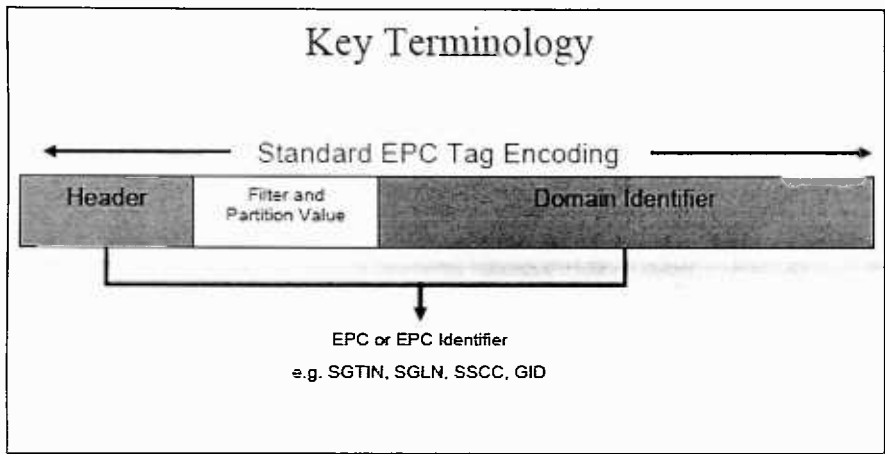 Key Terminology
Standard EPC Tag Encoding
Header
Filter and
Partition Value
Domain Identifier
EPC or EPC Identifier
e.g. SGTIN, SGLN, SSCC, GID